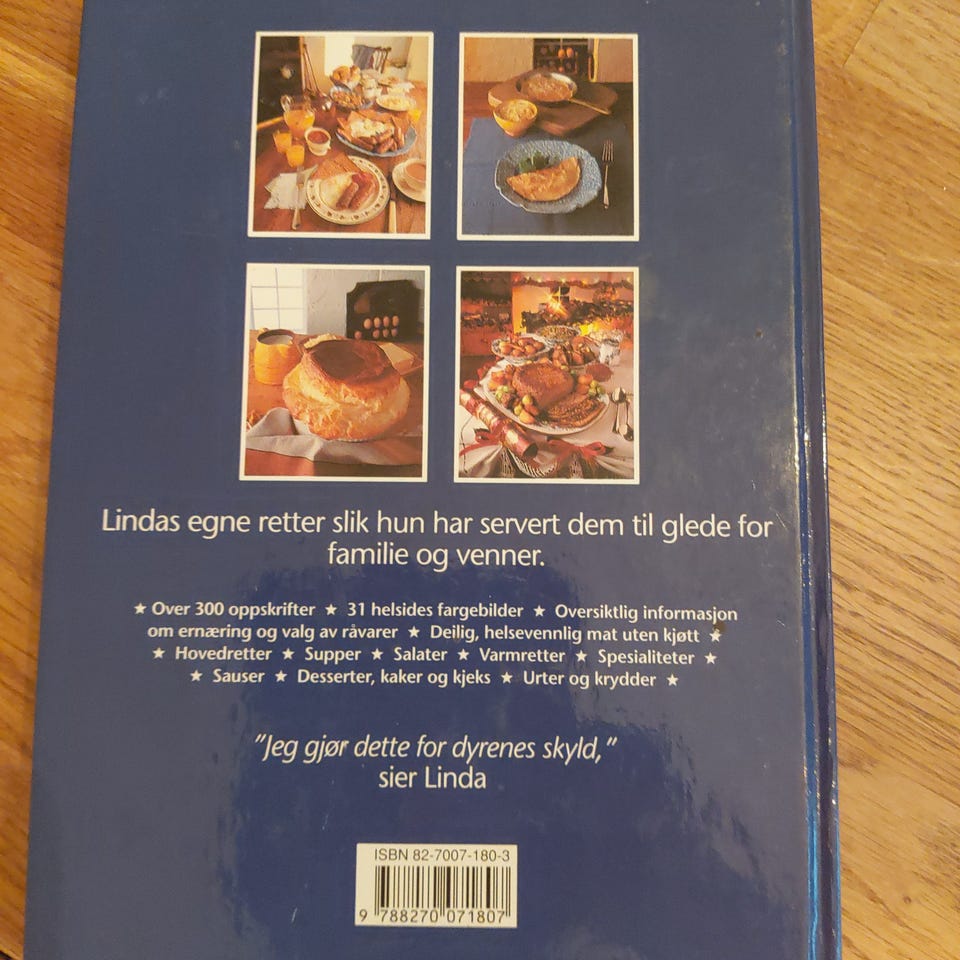 Lindas egne retter slik hun har servert dem til glede for
familie og venner.
★ Over 300 oppskrifter ★ 31 helsides fargebilder ★ Oversiktlig informasjon
om ernæring og valg av råvarer ★ Deilig, helsevennlig mat uten kjøtt ★
★ Hovedretter ★ Supper ★ Salater ★ Varmretter ★ Spesialiteter ★
★ Sauser ★ Desserter, kaker og kjeks ★ Urter og krydder ★
"Jeg gjør dette for dyrenes skyld,"
sier Linda
ISBN 82-7007-180-3
9 788270 071807